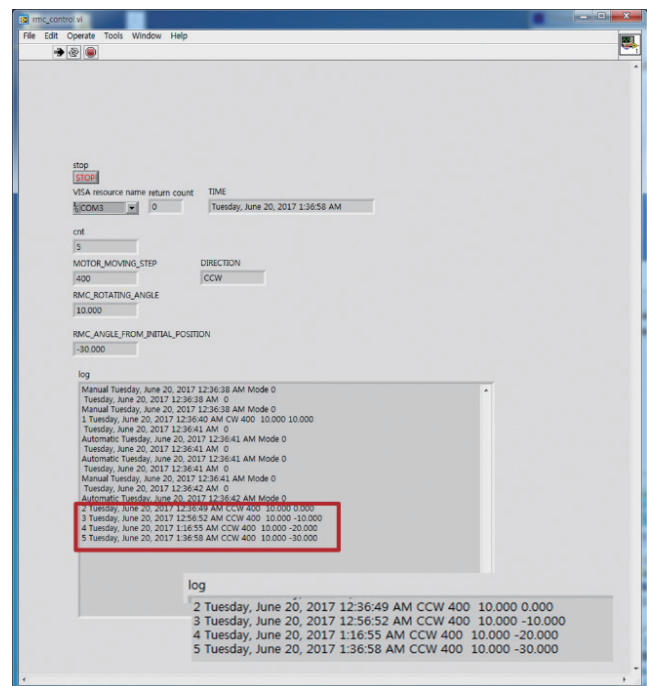 rmc_control.vi
File Edit Operate Tools Window Help
1
stop
STOP
VISA resource name return count TIME
COM3 0 Tuesday, June 20, 2017 1:36:58 AM
cnt
5
MOTOR_MOVING_STEP DIRECTION
400 CCW
RMC_ROTATING_ANGLE
10.000
RMC_ANGLE_FROM_INITIAL_POSITION
-30.000
log
Manual Tuesday, June 20, 2017 12:36:38 AM Mode 0
Tuesday, June 20, 2017 12:36:38 AM 0
Manual Tuesday, June 20, 2017 12:36:38 AM Mode 0
1 Tuesday, June 20, 2017 12:36:40 AM CW 400 10.000 10.000
Tuesday, June 20, 2017 12:36:41 AM 0
Automatic Tuesday, June 20, 2017 12:36:41 AM Mode 0
Tuesday, June 20, 2017 12:36:41 AM 0
Automatic Tuesday, June 20, 2017 12:36:41 AM Mode 0
Tuesday, June 20, 2017 12:36:41 AM 0
Manual Tuesday, June 20, 2017 12:36:41 AM Mode 0
Tuesday, June 20, 2017 12:36:42 AM 0
Automatic Tuesday, June 20, 2017 12:36:42 AM Mode 0
2 Tuesday, June 20, 2017 12:36:49 AM CCW 400 10.000 0.000
3 Tuesday, June 20, 2017 12:56:52 AM CCW 400 10.000 -10.000
4 Tuesday, June 20, 2017 1:16:55 AM CCW 400 10.000 -20.000
5 Tuesday, June 20, 2017 1:36:58 AM CCW 400 10.000 -30.000
log
2 Tuesday, June 20, 2017 12:36:49 AM CCW 400 10.000 0.000
3 Tuesday, June 20, 2017 12:56:52 AM CCW 400 10.000 -10.000
4 Tuesday, June 20, 2017 1:16:55 AM CCW 400 10.000 -20.000
5 Tuesday, June 20, 2017 1:36:58 AM CCW 400 10.000 -30.000